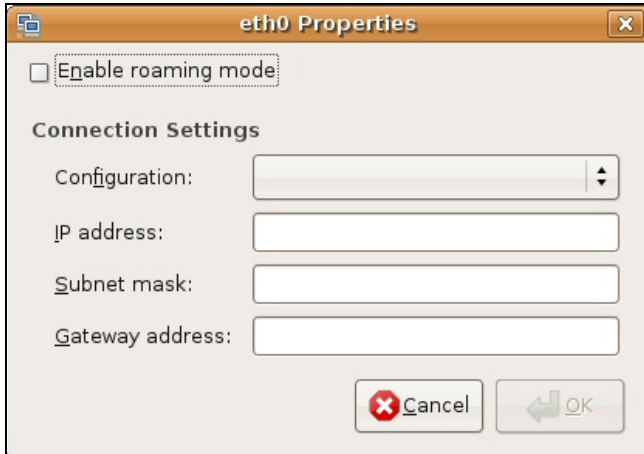 eth0 Properties
Enable roaming mode
Connection Settings
Configuration:
IP address:
Subnet mask:
Gateway address:
Cancel
OK